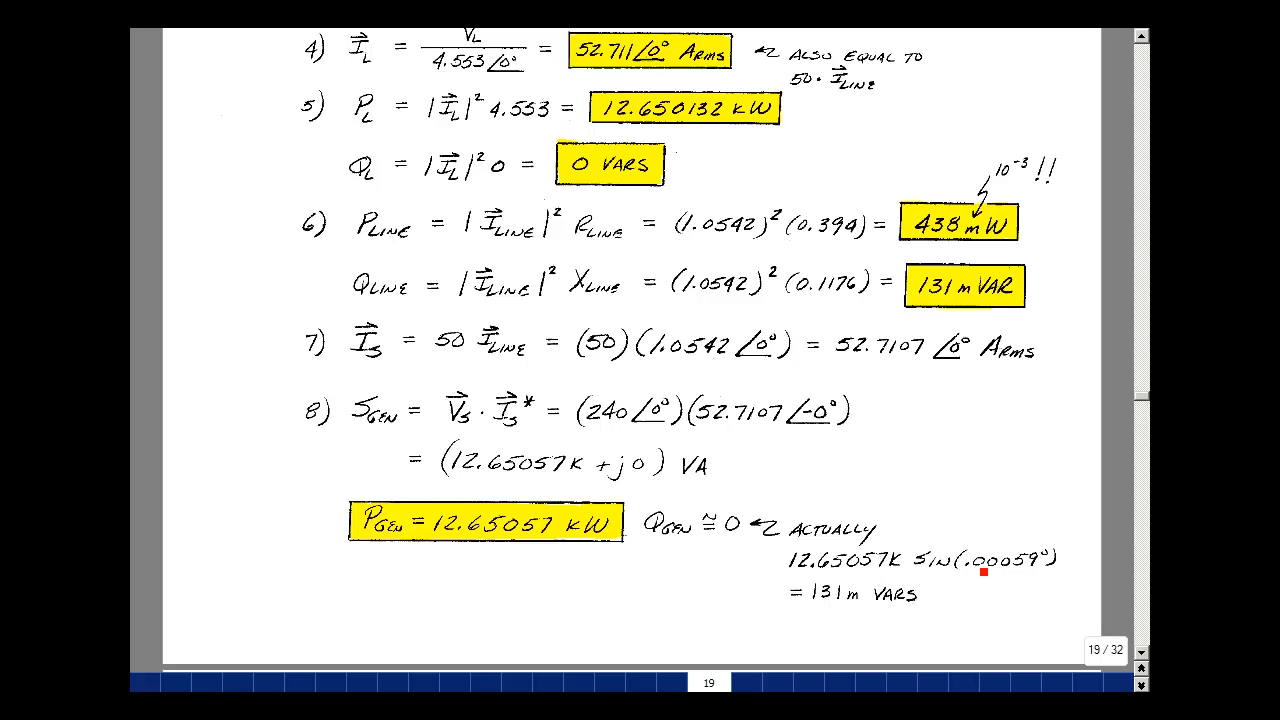 4) I_L = V_L / 4.553∠0° = 52.711∠0° ARMS ← ALSO EQUAL TO
50 · I_LINE
5) P_L = |I_L|² 4.553 = 12.650132 kW
Q_L = |I_L|² 0 = 0 VARS
10⁻³ !!
6) P_LINE = |I_LINE|² R_LINE = (1.0542)² (0.394) = 438 mW
Q_LINE = |I_LINE|² X_LINE = (1.0542)² (0.1176) = 131 m VAR
7) I_S = 50 I_LINE = (50)(1.0542∠0°) = 52.7107∠0° ARMS
8) S_GEN = V_S · I_S* = (240∠0°)(52.7107∠-0°)
= (12.65057K + j0) VA
P_GEN = 12.65057 kW Q_GEN ≅ 0 ← ACTUALLY
12.65057K SIN(.00059°)
= 131 m VARS
19 / 32
19